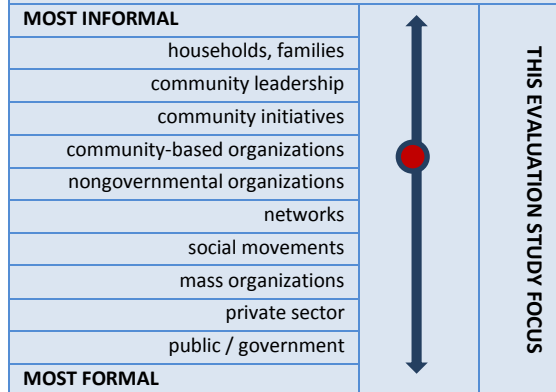 MOST INFORMAL
households, families
community leadership
community initiatives
community-based organizations
nongovernmental organizations
networks
social movements
mass organizations
private sector
public / government
MOST FORMAL
THIS EVALUATION STUDY FOCUS